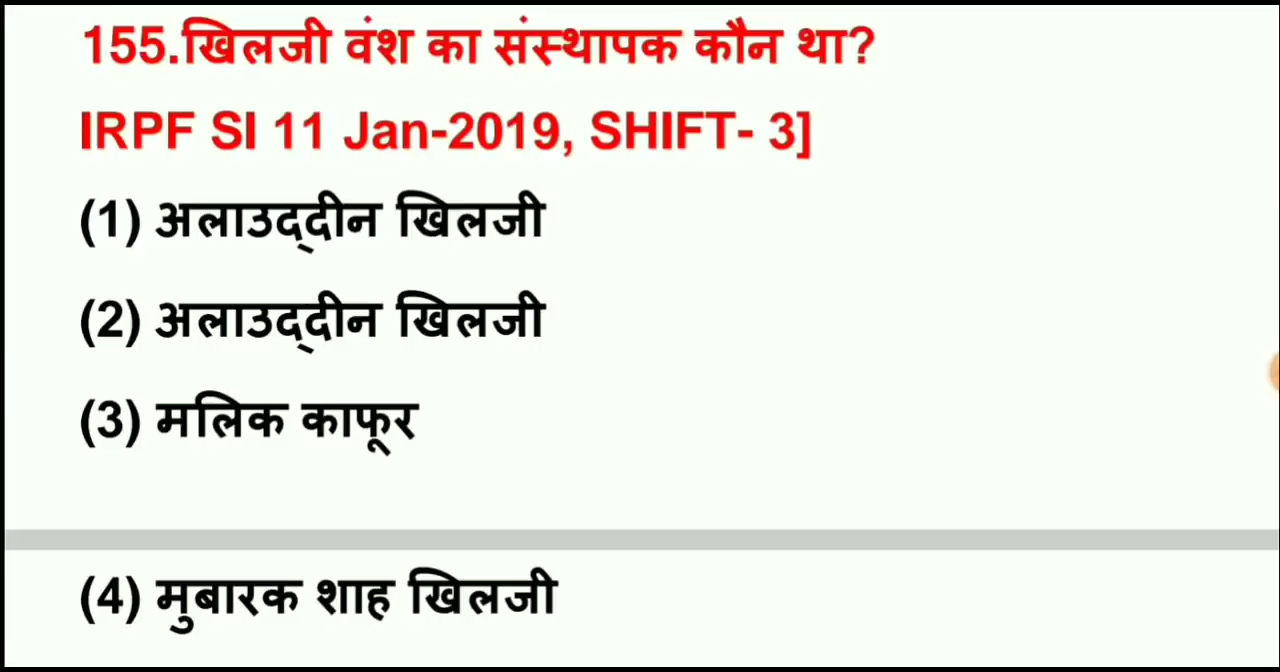 155.खिलजी वंश का संस्थापक कौन था?
IRPF SI 11 Jan-2019, SHIFT- 3]
(1) अलाउद्दीन खिलजी
(2) अलाउद्दीन खिलजी
(3) मलिक काफूर
(4) मुबारक शाह खिलजी